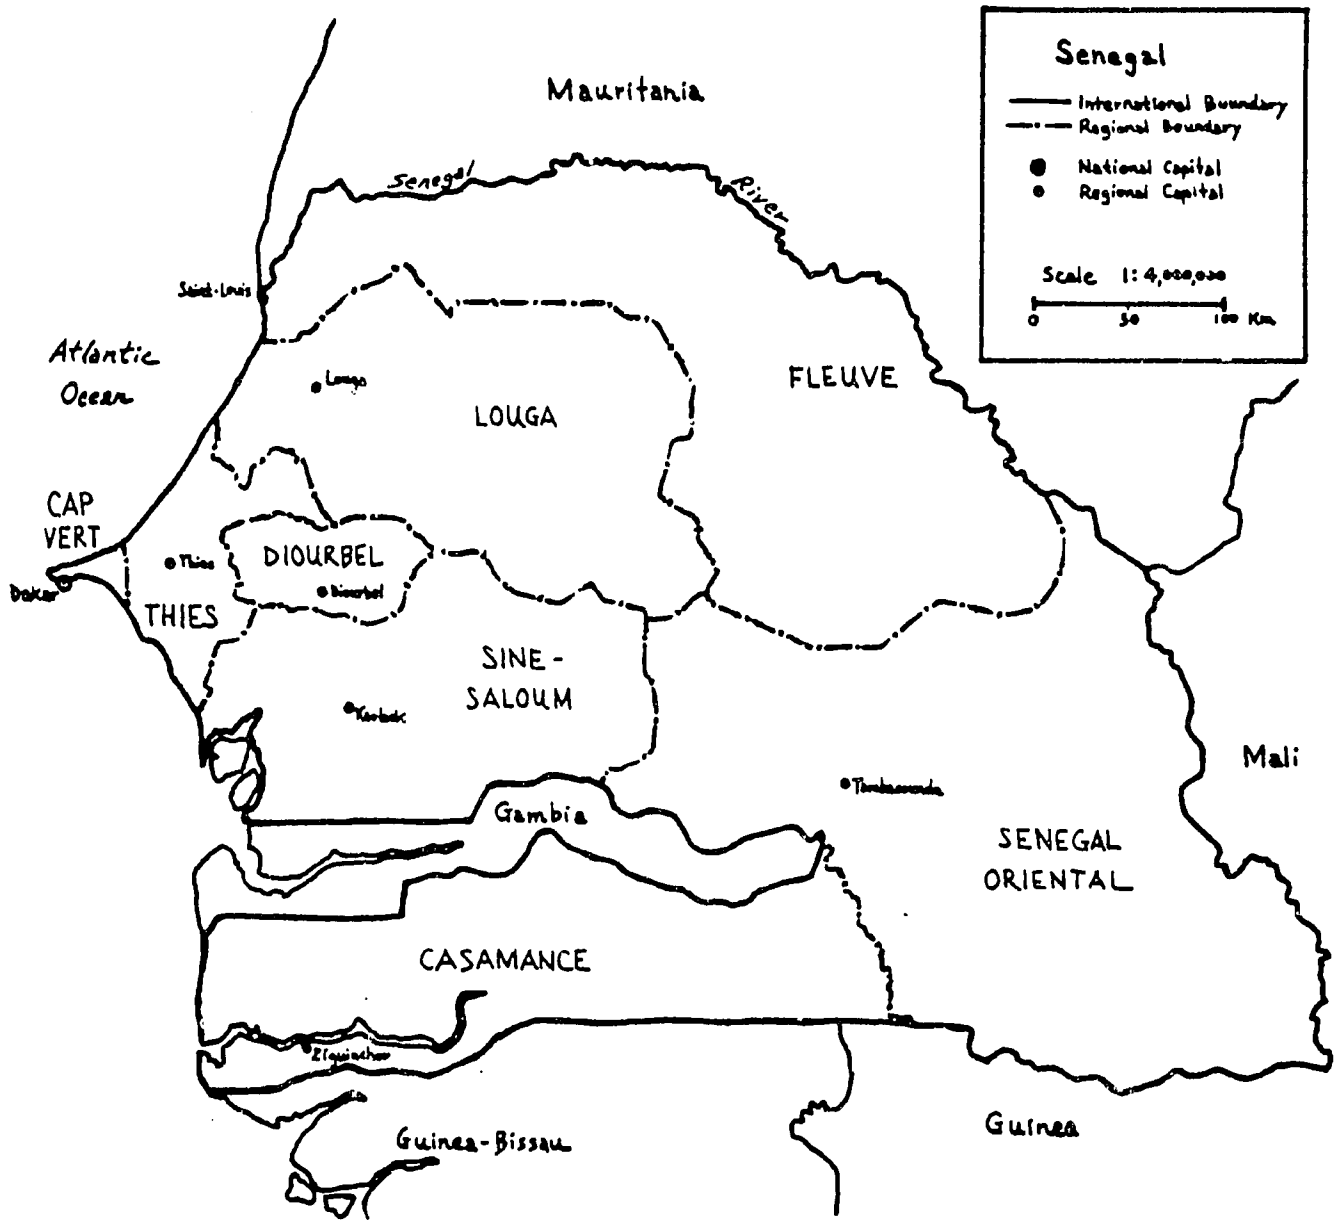 Senegal
International Boundary
Regional Boundary
National Capital
Regional Capital
Scale 1:4,000,000
0 50 100 Km
Mauritania
Senegal River
Saint-Louis
Atlantic
Ocean
Louga
LOUGA
FLEUVE
CAP
VERT
Dakar
Thies
THIES
DIOURBEL
Diourbel
SINE-
SALOUM
Kaolack
Mali
Tambacounda
Gambia
SENEGAL
ORIENTAL
CASAMANCE
Ziguinchor
Guinea-Bissau
Guinea